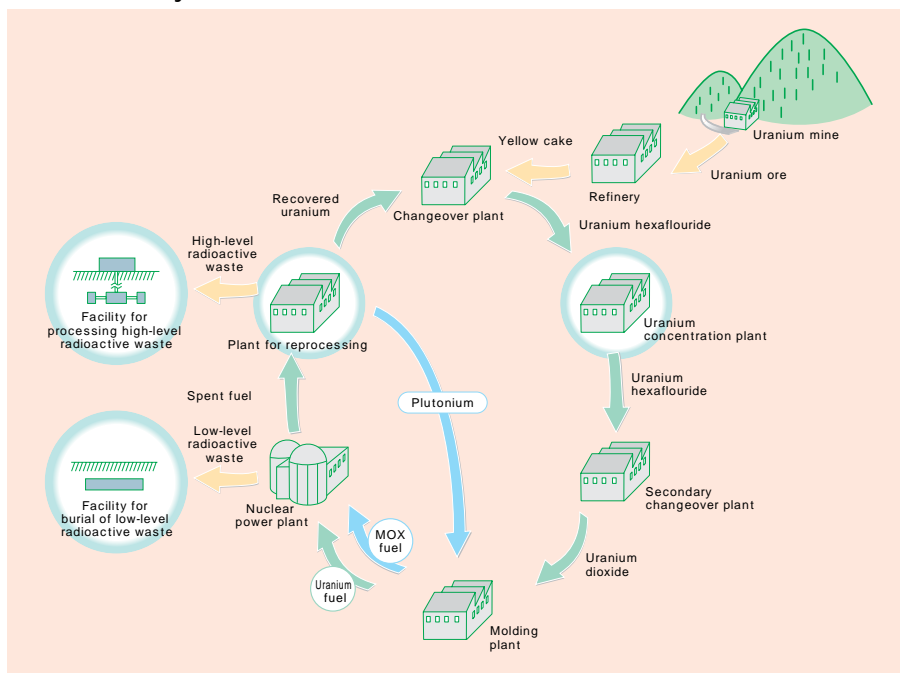 Uranium mine
Uranium ore
Yellow cake
Refinery
Changeover plant
Recovered
uranium
Uranium hexaflouride
High-level
radioactive
waste
Facility for
processing high-level
radioactive waste
Plant for reprocessing
Uranium
concentration plant
Uranium
hexaflouride
Plutonium
Spent fuel
Low-level
radioactive
waste
Facility for
burial of low-level
radioactive waste
Nuclear
power plant
Secondary
changeover plant
MOX
fuel
Uranium
fuel
Uranium
dioxide
Molding
plant